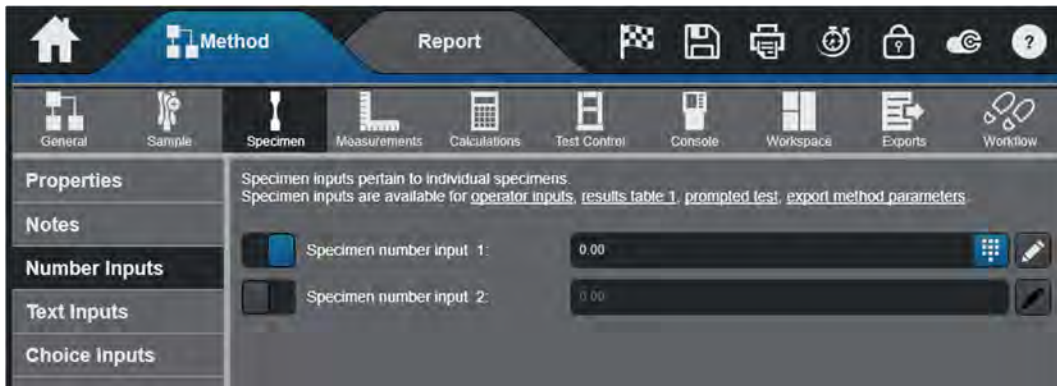 Method
Report
?
General
Sample
Specimen
Measurements
Calculations
Test Control
Console
Workspace
Exports
Workflow
Properties
Notes
Number Inputs
Text Inputs
Choice Inputs
Specimen inputs pertain to individual specimens.
Specimen inputs are available for operator inputs, results table 1, prompted test, export method parameters.
Specimen number input 1:
0.00
Specimen number input 2:
0.00